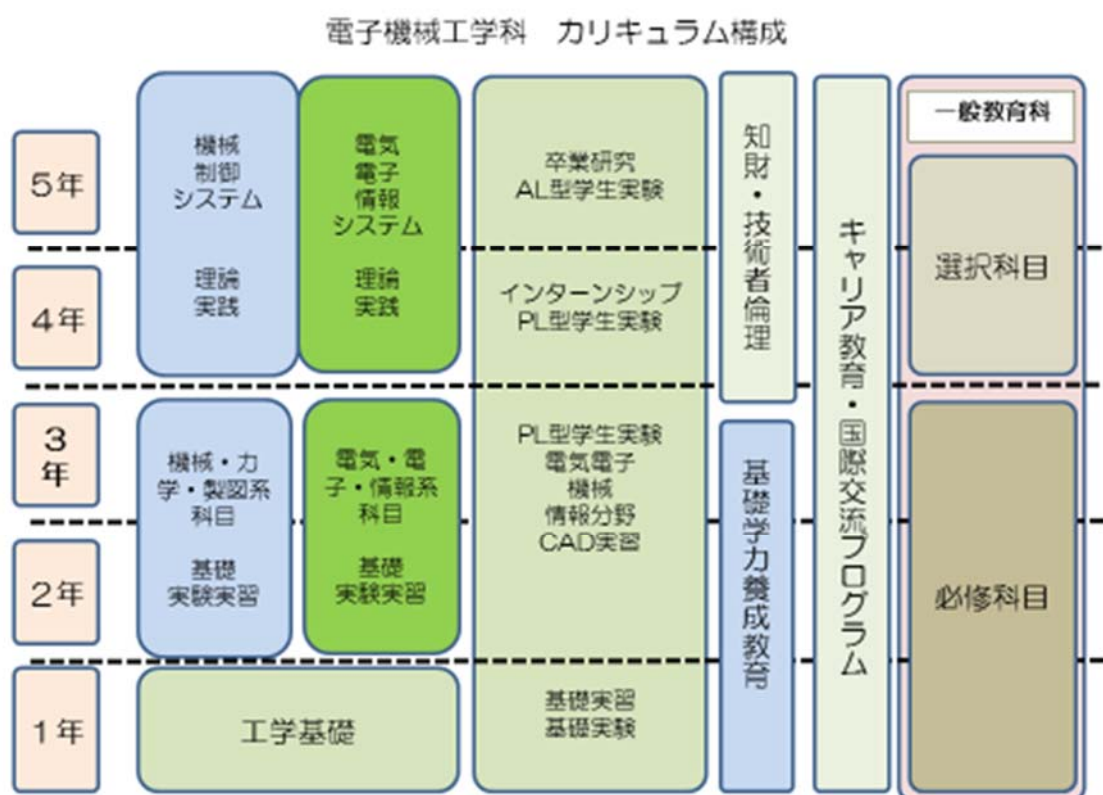 電子機械工学科　カリキュラム構成
5年
機械
制御
システム
理論
実践
電気
電子
情報
システム
理論
実践
卒業研究
AL型学生実験
知財・技術者倫理
キャリア教育・国際交流プログラム
一般教育科
選択科目
4年
インターンシップ
PL型学生実験
3
年
機械・力
学・製図系
科目
基礎
実験実習
電気・電
子・情報系
科目
基礎
実験実習
PL型学生実験
電気電子
機械
情報分野
CAD実習
基礎学力養成教育
必修科目
2年
1年
工学基礎
基礎実習
基礎実験